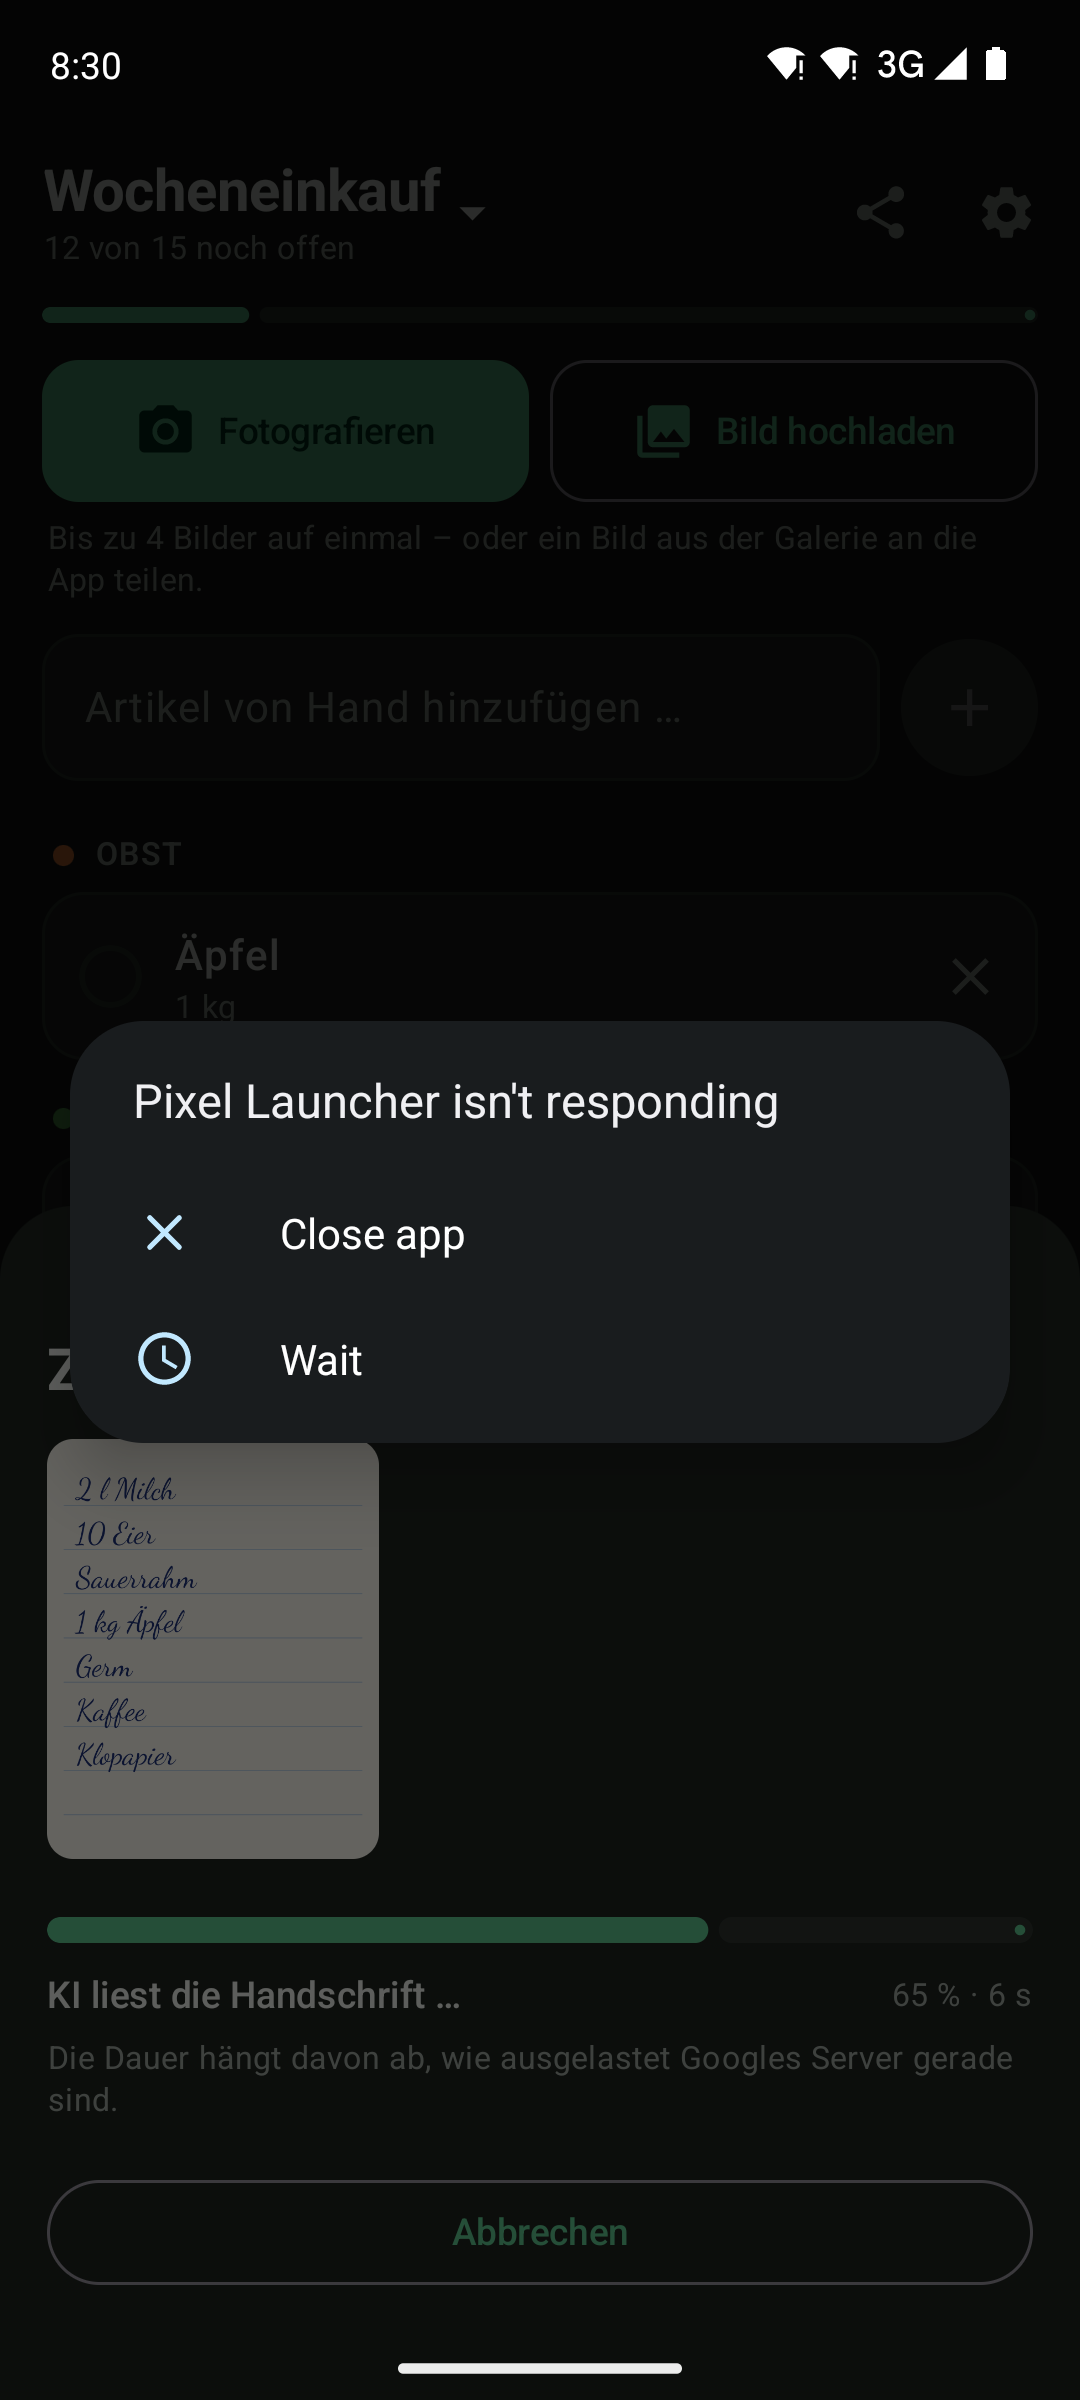 8:30
3G
Wocheneinkauf
12 von 15 noch offen
Fotografieren
Bild hochladen
Bis zu 4 Bilder auf einmal – oder ein Bild aus der Galerie an die
App teilen.
Artikel von Hand hinzufügen ...
OBST
Äpfel
1 kg
Pixel Launcher isn't responding
Close app
Wait
2 l Milch
10 Eier
Sauerrahm
1 kg Äpfel
Germ
Kaffee
Klopapier
KI liest die Handschrift ...
65 % · 6 s
Die Dauer hängt davon ab, wie ausgelastet Googles Server gerade
sind.
Abbrechen